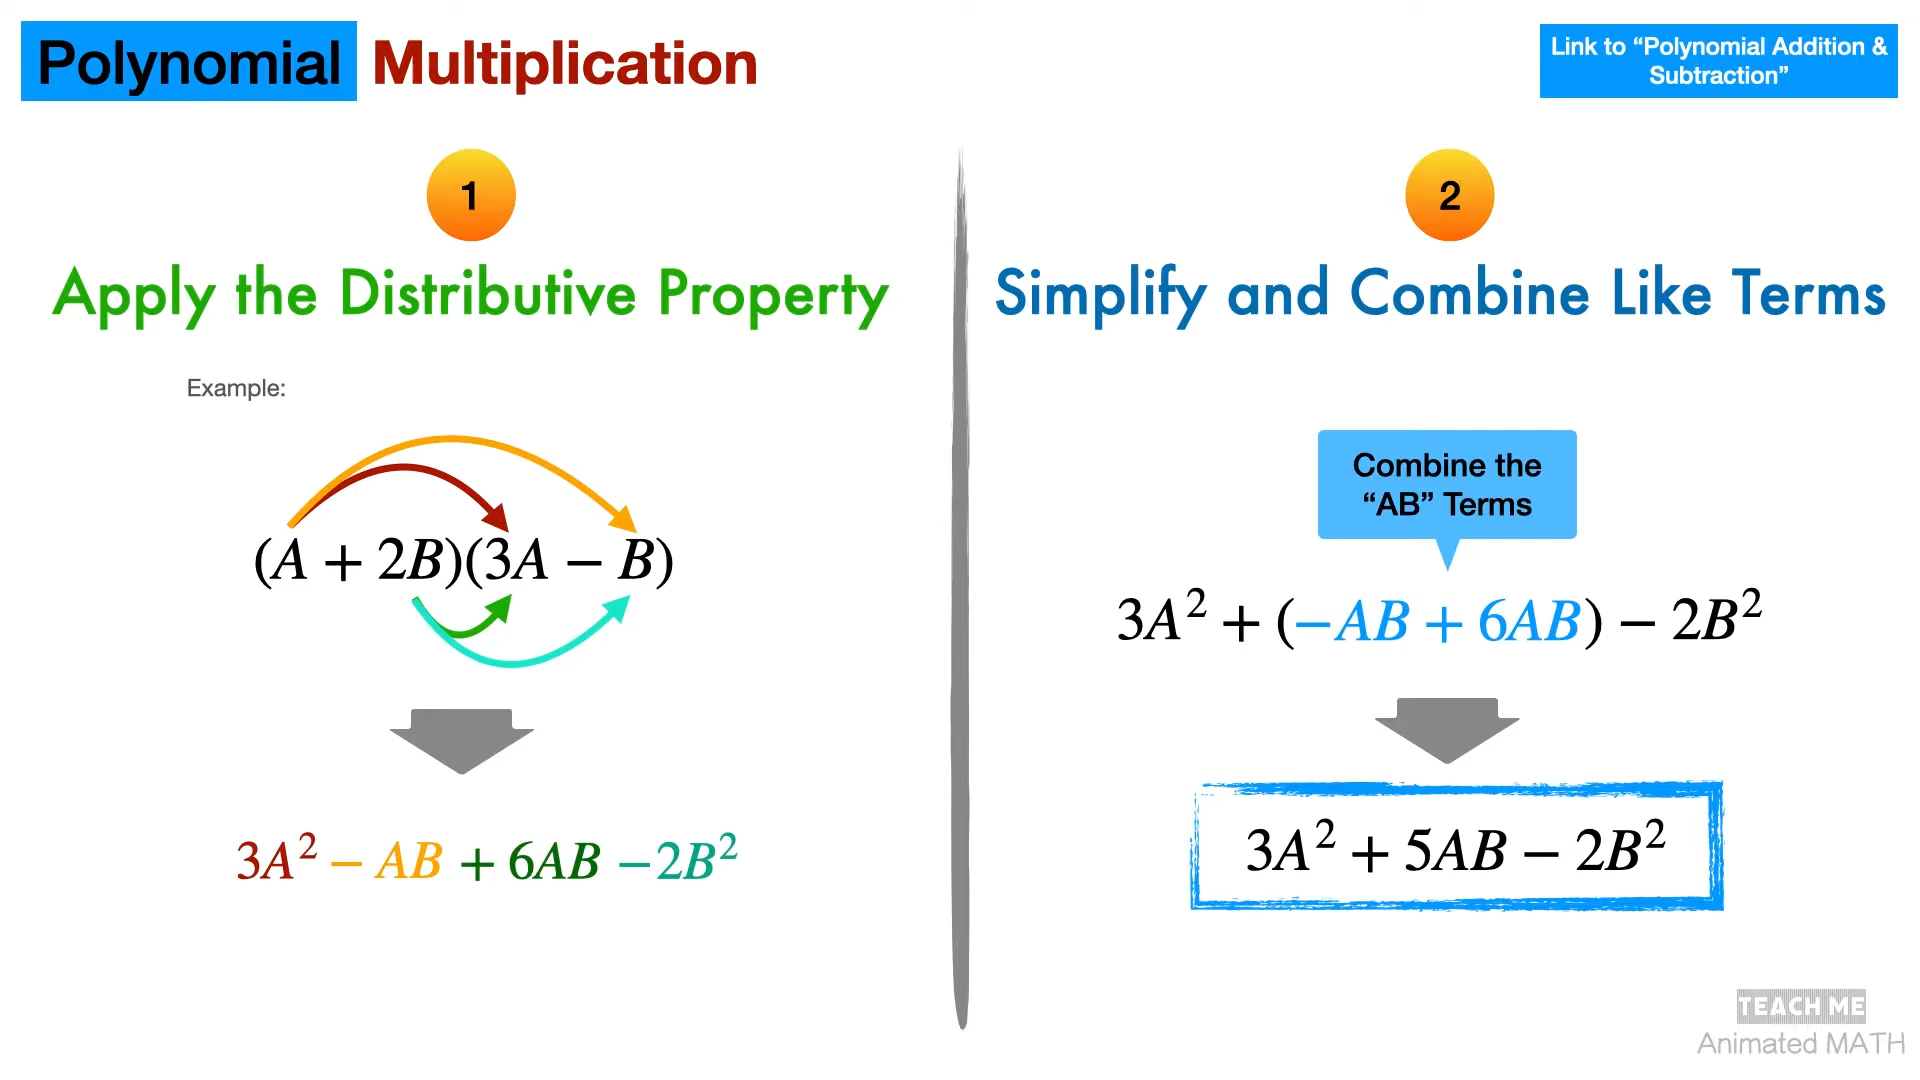 Polynomial Multiplication
Link to “Polynomial Addition &
Subtraction”
1
Apply the Distributive Property
Example:
(A + 2B)(3A − B)
3A² − AB + 6AB −2B²
2
Simplify and Combine Like Terms
Combine the
“AB” Terms
3A² + (−AB + 6AB) − 2B²
3A² + 5AB − 2B²
TEACH ME
Animated MATH